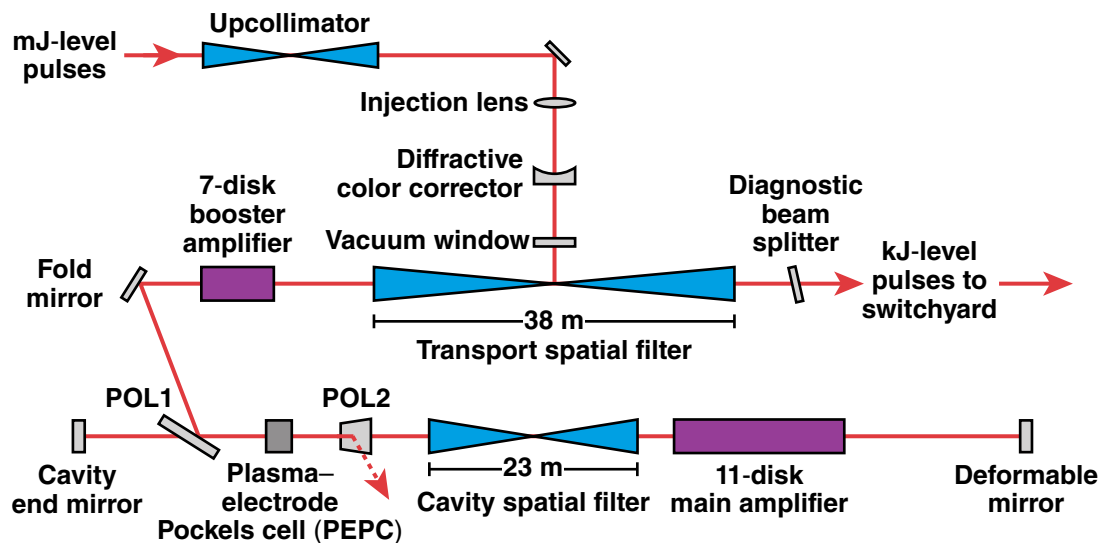 mJ-level
pulses
Upcollimator
Injection lens
Diffractive
color corrector
Vacuum window
7-disk
booster
amplifier
Diagnostic
beam
splitter
Fold
mirror
kJ-level
pulses to
switchyard
38 m
Transport spatial filter
POL1
POL2
Cavity
end mirror
Plasma–
electrode
Pockels cell (PEPC)
23 m
Cavity spatial filter
11-disk
main amplifier
Deformable
mirror